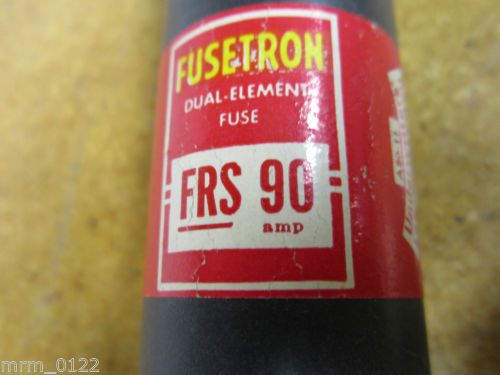 FUSETRON
DUAL-ELEMENT
FUSE
FRS 90
amp
mrm_0122